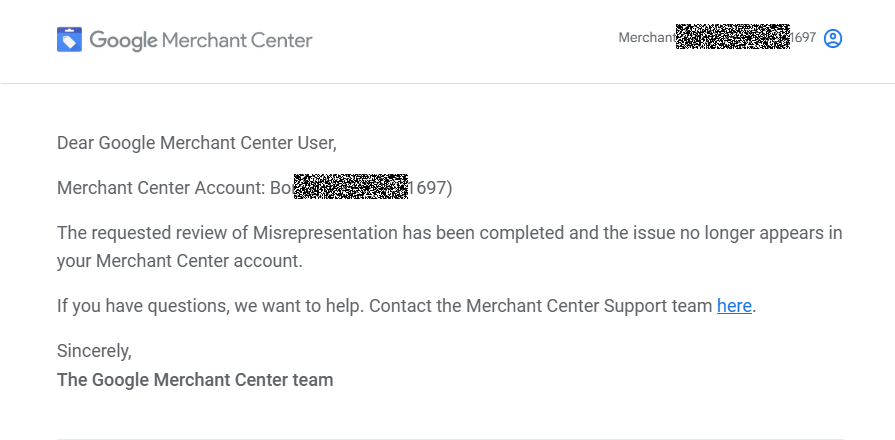 Google Merchant Center
Merchant 1697
Dear Google Merchant Center User,
Merchant Center Account: Bo 1697)
The requested review of Misrepresentation has been completed and the issue no longer appears in
your Merchant Center account.
If you have questions, we want to help. Contact the Merchant Center Support team here.
Sincerely,
The Google Merchant Center team